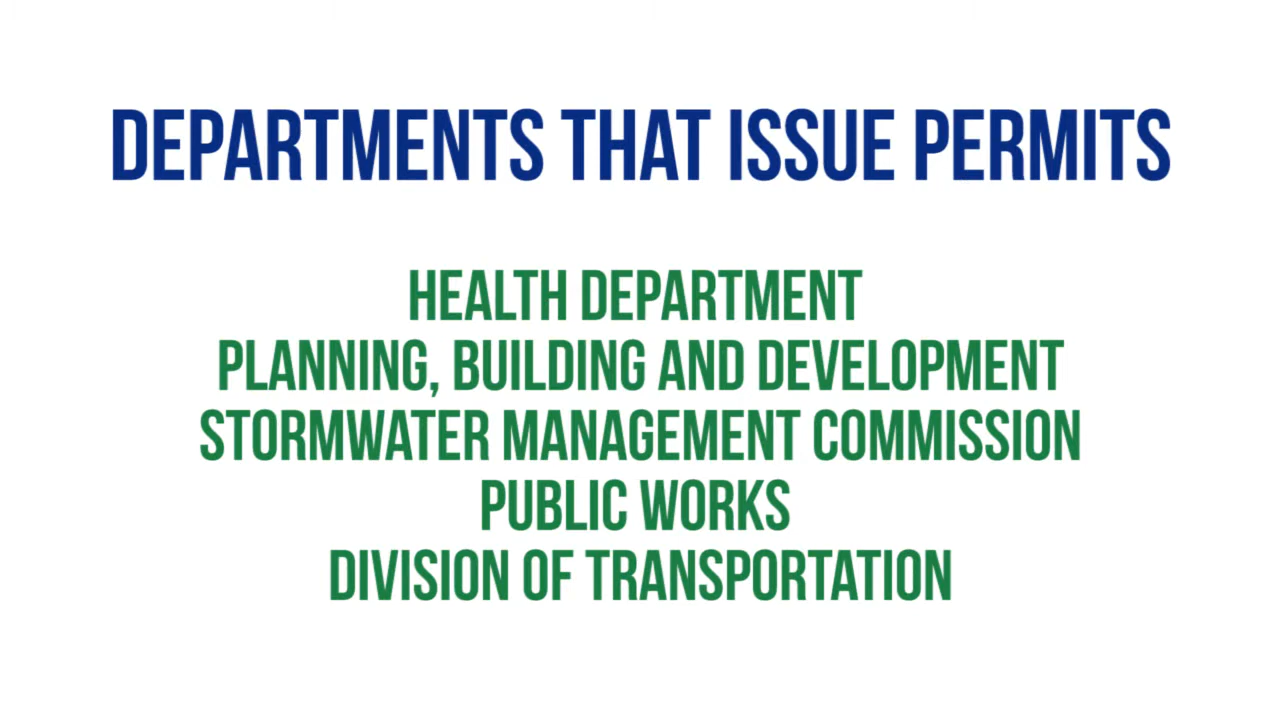 DEPARTMENTS THAT ISSUE PERMITS
HEALTH DEPARTMENT
PLANNING, BUILDING AND DEVELOPMENT
STORMWATER MANAGEMENT COMMISSION
PUBLIC WORKS
DIVISION OF TRANSPORTATION